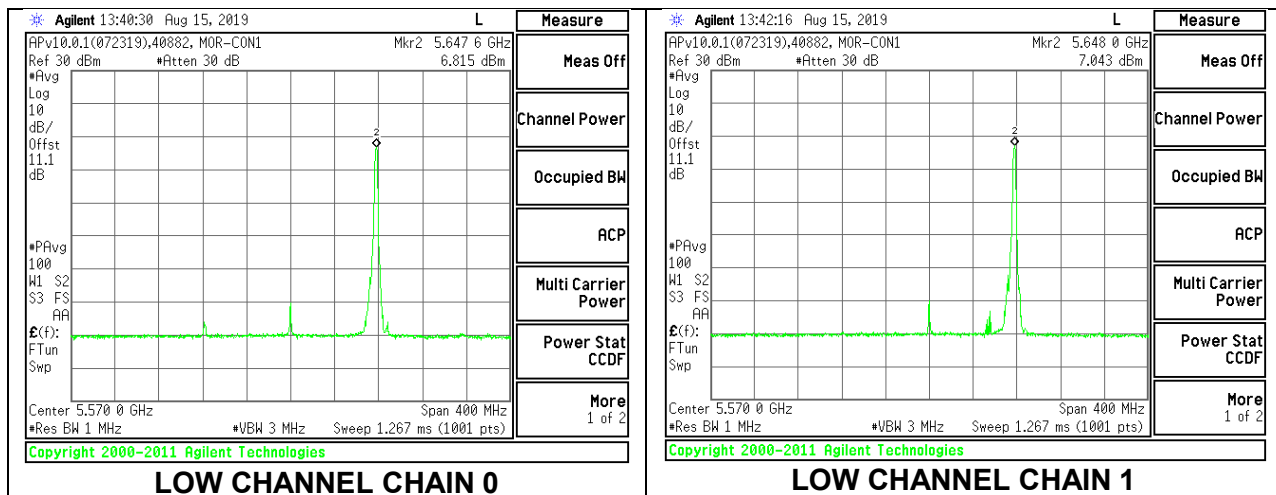 Agilent 13:40:30 Aug 15, 2019 L
APv10.0.1(072319),40882, MOR-CON1 Mkr2 5.647 6 GHz
Ref 30 dBm #Atten 30 dB 6.815 dBm
#Avg
Log
10
dB/
Offst
11.1
dB
#PAvg
100
W1 S2
S3 FS
AA
£(f):
FTun
Swp
2
Center 5.570 0 GHz Span 400 MHz
#Res BW 1 MHz #VBW 3 MHz Sweep 1.267 ms (1001 pts)
Copyright 2000-2011 Agilent Technologies
Measure
Meas Off
Channel Power
Occupied BW
ACP
Multi Carrier
Power
Power Stat
CCDF
More
1 of 2
LOW CHANNEL CHAIN 0
Agilent 13:42:16 Aug 15, 2019 L
APv10.0.1(072319),40882, MOR-CON1 Mkr2 5.648 0 GHz
Ref 30 dBm #Atten 30 dB 7.043 dBm
#Avg
Log
10
dB/
Offst
11.1
dB
#PAvg
100
W1 S2
S3 FS
AA
£(f):
FTun
Swp
2
Center 5.570 0 GHz Span 400 MHz
#Res BW 1 MHz #VBW 3 MHz Sweep 1.267 ms (1001 pts)
Copyright 2000-2011 Agilent Technologies
Measure
Meas Off
Channel Power
Occupied BW
ACP
Multi Carrier
Power
Power Stat
CCDF
More
1 of 2
LOW CHANNEL CHAIN 1